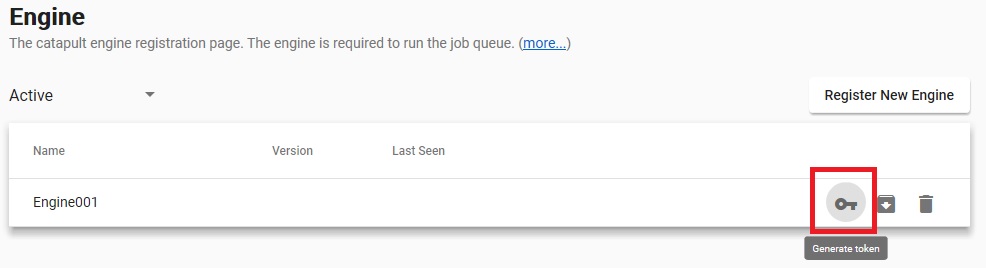 Engine
The catapult engine registration page. The engine is required to run the job queue. (more...)
Active
Register New Engine
Name Version Last Seen
Engine001
Generate token